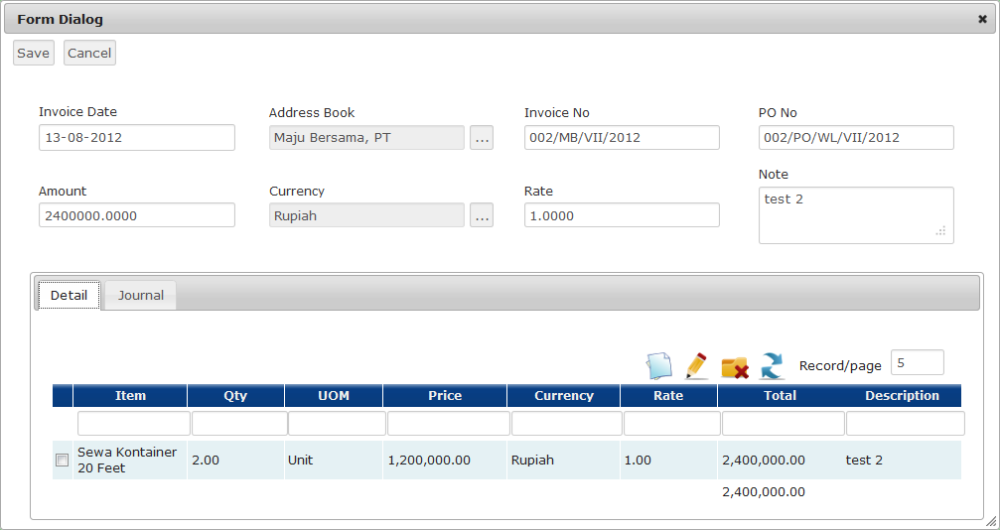 Form Dialog
Save Cancel
Invoice Date Address Book Invoice No PO No
13-08-2012 Maju Bersama, PT ... 002/MB/VII/2012 002/PO/WL/VII/2012
Amount Currency Rate Note
2400000.0000 Rupiah ... 1.0000 test 2
Detail Journal
Record/page 5
Item Qty UOM Price Currency Rate Total Description
Sewa Kontainer
20 Feet 2.00 Unit 1,200,000.00 Rupiah 1.00 2,400,000.00 test 2
2,400,000.00